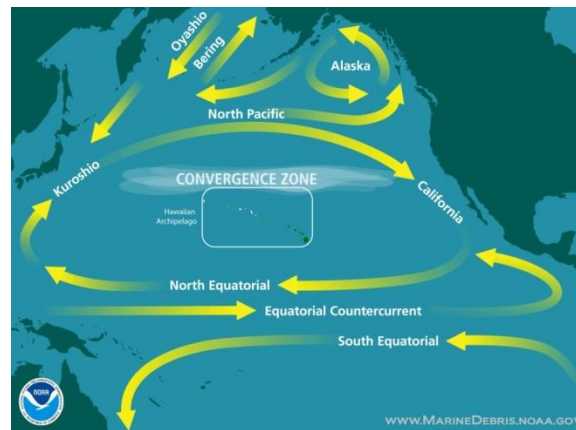 Oyashio
Bering
Alaska
North Pacific
Kuroshio
CONVERGENCE ZONE
Hawaiian
Archipelago
California
North Equatorial
Equatorial Countercurrent
South Equatorial
NOAA
WWW.MARINEDEBRIS.NOAA.GOV